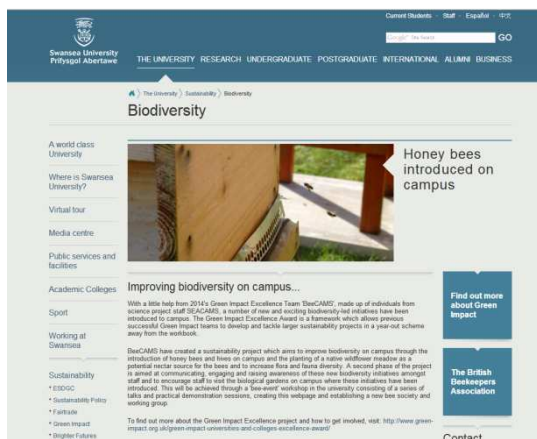 Current Students · Staff · Español · 中文
Swansea University
Prifysgol Abertawe
GO
THE UNIVERSITY RESEARCH UNDERGRADUATE POSTGRADUATE INTERNATIONAL ALUMNI BUSINESS
The University Sustainability Biodiversity
Biodiversity
A world class
University
Where is Swansea
University?
Virtual tour
Media centre
Public services and
facilities
Academic Colleges
Sport
Working at
Swansea
Sustainability
* ESDGC
* Sustainability Policy
* Fairtrade
* Green Impact
* Brighter Futures
Honey bees
introduced on
campus
Improving biodiversity on campus...
With a little help from 2014's Green Impact Excellence Team 'BeeCAMS', made up of individuals from
science project staff SEACAMS, a number of new and exciting biodiversity-led initiatives have been
introduced to campus. The Green Impact Excellence Award is a framework which allows previous
successful Green Impact teams to develop and tackle larger sustainability projects in a year-out scheme
away from the workbook.
BeeCAMS have created a sustainability project which aims to improve biodiversity on campus through the
introduction of honey bees and hives on campus and the planting of a native wildflower meadow as a
potential nectar source for the bees and to increase flora and fauna diversity. A second phase of the project
is aimed at communicating, engaging and raising awareness of these new biodiversity initiatives amongst
staff and to encourage staff to visit the biological gardens on campus where these initiatives have been
introduced. This will be achieved through a 'bee-event' workshop in the university consisting of a series of
talks and practical demonstration sessions, creating this webpage and establishing a new bee society and
working group.
To find out more about the Green Impact Excellence project and how to get involved, visit: http://www.green-
impact.org.uk/green-impact-universities-and-colleges-excellence-award/
Find out more
about Green
Impact
The British
Beekeepers
Association
Contact